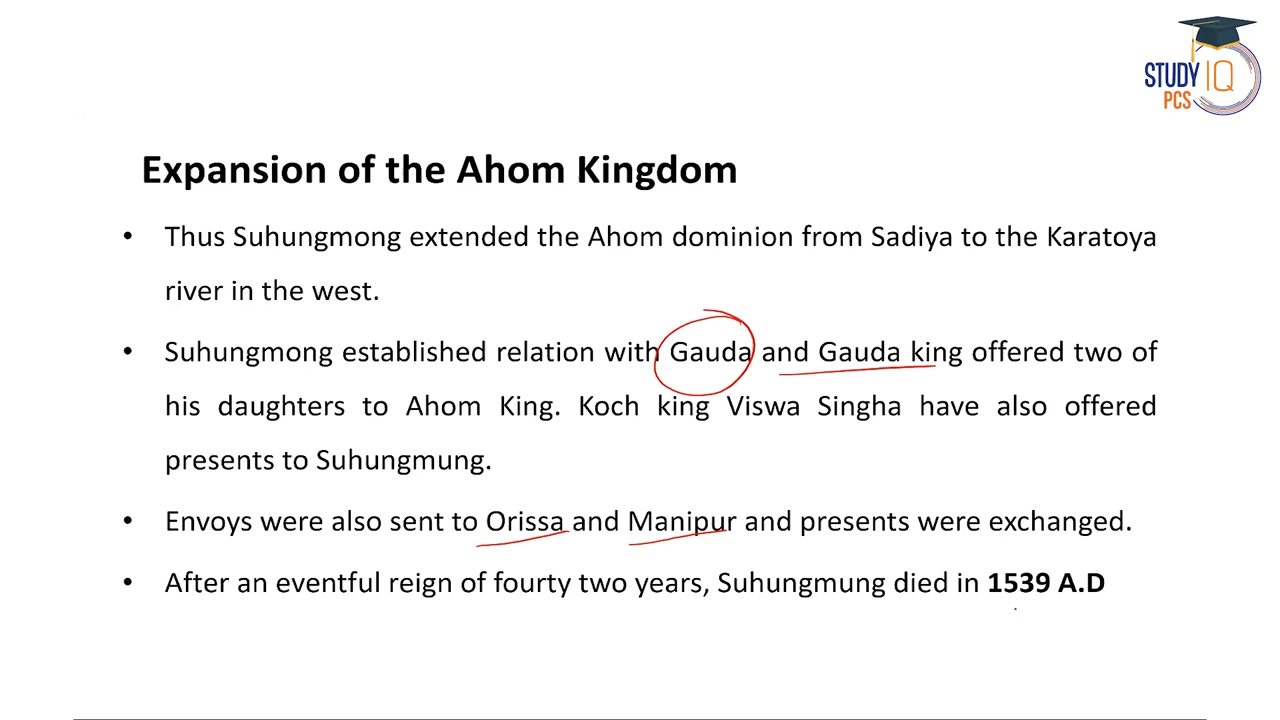 STUDY IQ
PCS
Expansion of the Ahom Kingdom
• Thus Suhungmong extended the Ahom dominion from Sadiya to the Karatoya
river in the west.
• Suhungmong established relation with Gauda and Gauda king offered two of
his daughters to Ahom King. Koch king Viswa Singha have also offered
presents to Suhungmung.
• Envoys were also sent to Orissa and Manipur and presents were exchanged.
• After an eventful reign of fourty two years, Suhungmung died in 1539 A.D